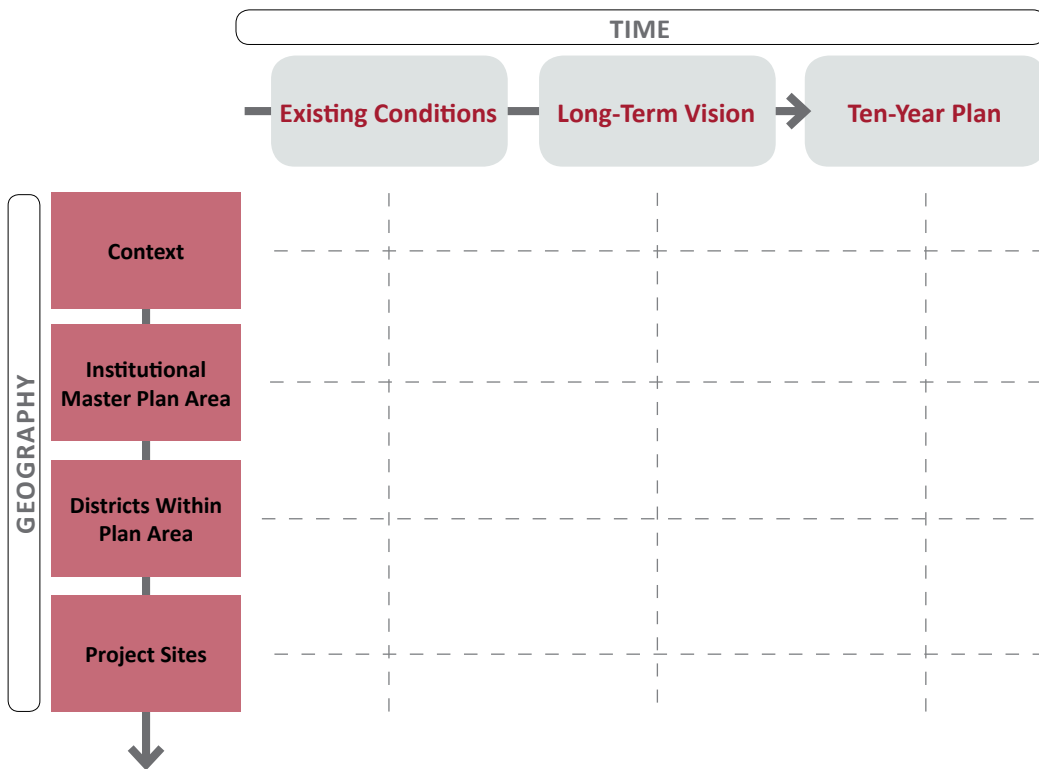 TIME
Existing Conditions
Long-Term Vision
Ten-Year Plan
GEOGRAPHY
Context
Institutional
Master Plan Area
Districts Within
Plan Area
Project Sites